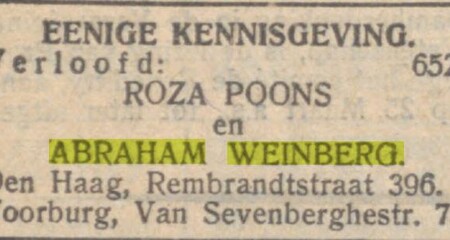 EENIGE KENNISGEVING.
Verloofd: 652
ROZA POONS
en
ABRAHAM WEINBERG.
Den Haag, Rembrandtstraat 396.
Voorburg, Van Sevenberghestr. 7